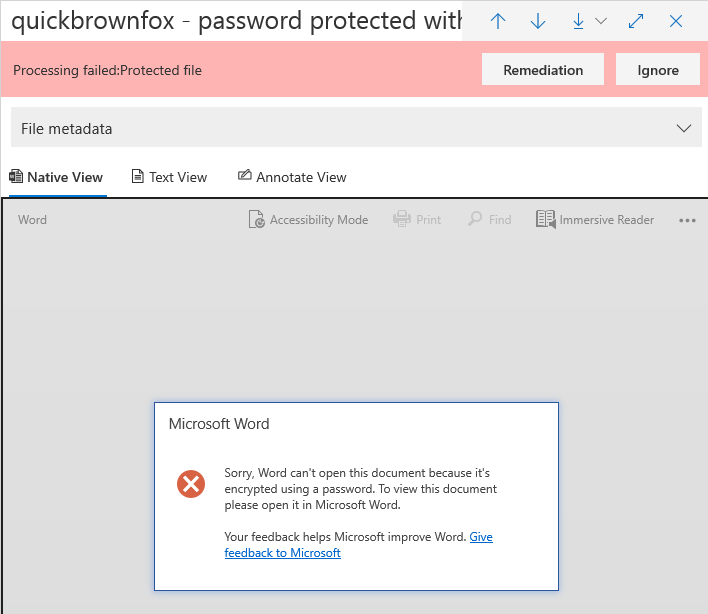 quickbrownfox - password protected with
Processing failed:Protected file
Remediation
Ignore
File metadata
Native View
Text View
Annotate View
Word
Accessibility Mode
Print
Find
Immersive Reader
Microsoft Word
Sorry, Word can't open this document because it's
encrypted using a password. To view this document
please open it in Microsoft Word.
Your feedback helps Microsoft improve Word. Give
feedback to Microsoft